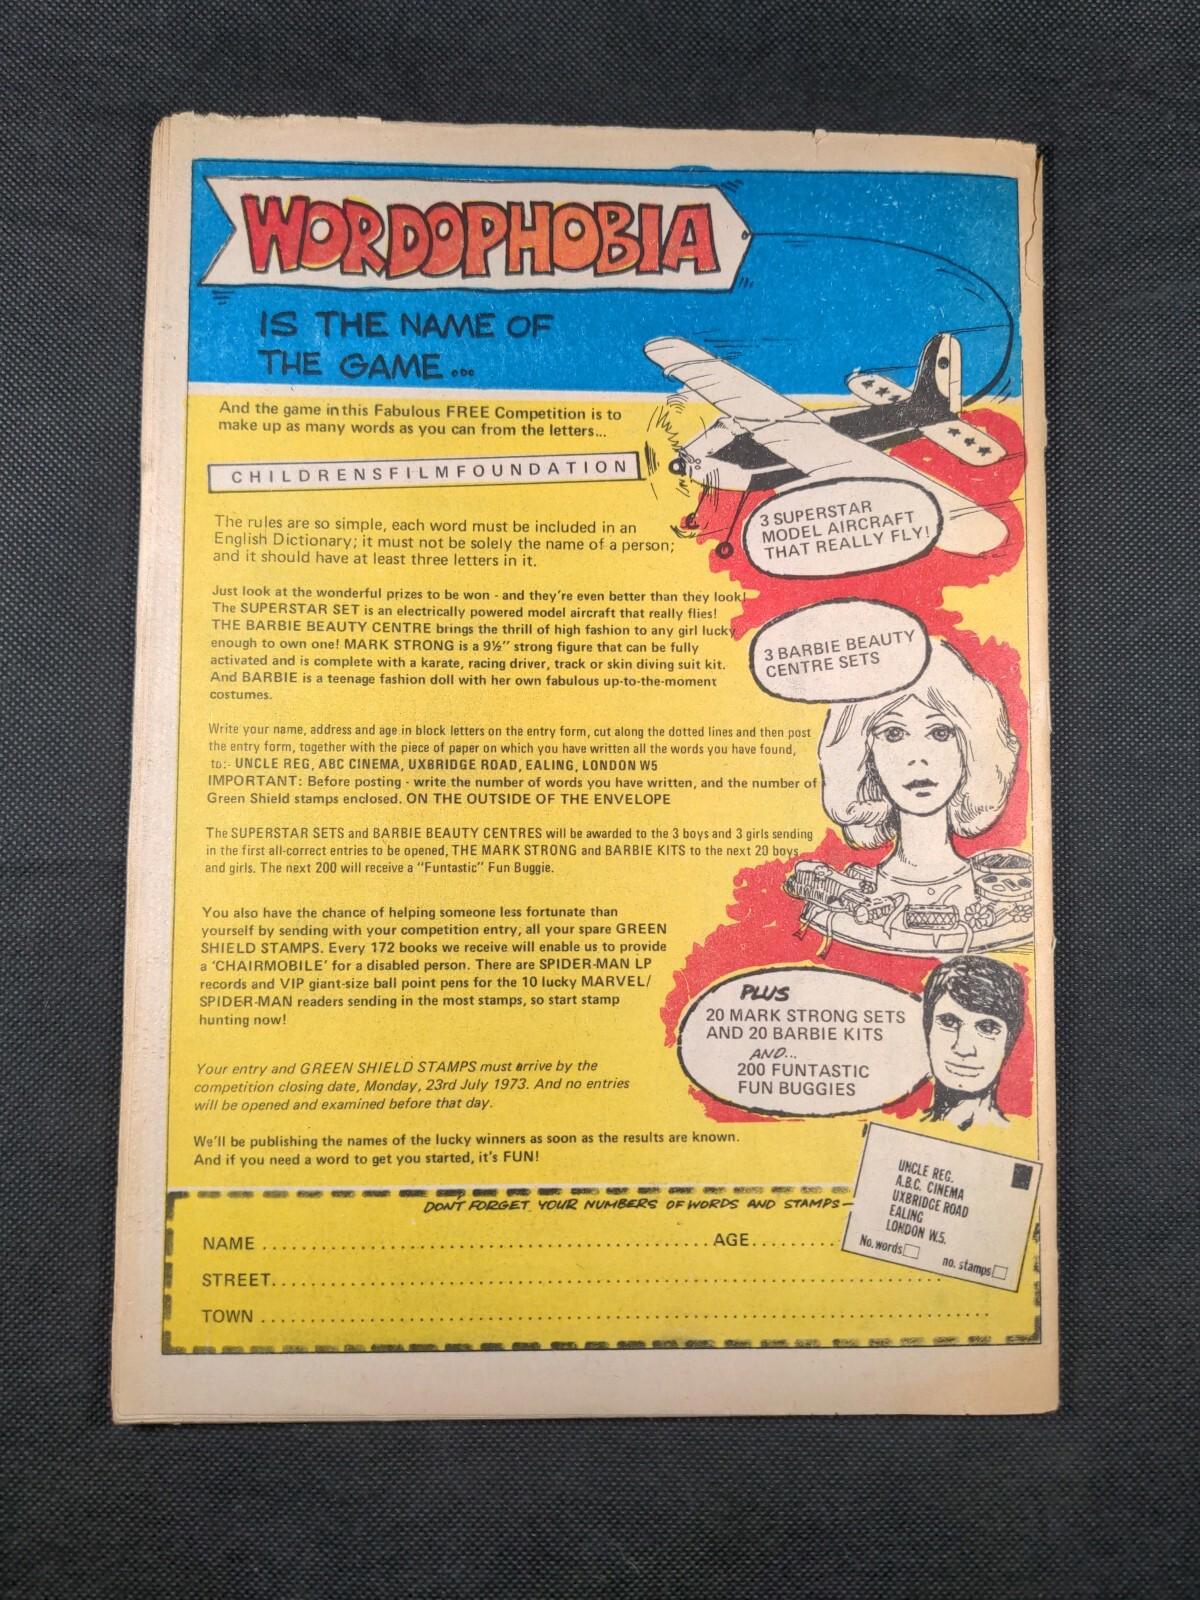 WORDOPHOBIA
IS THE NAME OF
THE GAME...
And the game in this Fabulous FREE Competition is to
make up as many words as you can from the letters...
CHILDRENSFILMFOUNDATION
The rules are so simple, each word must be included in an
English Dictionary; it must not be solely the name of a person;
and it should have at least three letters in it.
3 SUPERSTAR
MODEL AIRCRAFT
THAT REALLY FLY!
Just look at the wonderful prizes to be won - and they're even better than they look!
The SUPERSTAR SET is an electrically powered model aircraft that really flies!
THE BARBIE BEAUTY CENTRE brings the thrill of high fashion to any girl lucky
enough to own one! MARK STRONG is a 9½" strong figure that can be fully
activated and is complete with a karate, racing driver, track or skin diving suit kit.
And BARBIE is a teenage fashion doll with her own fabulous up-to-the-moment
costumes.
3 BARBIE BEAUTY
CENTRE SETS
Write your name, address and age in block letters on the entry form, cut along the dotted lines and then post
the entry form, together with the piece of paper on which you have written all the words you have found,
to:- UNCLE REG, ABC CINEMA, UXBRIDGE ROAD, EALING, LONDON W5
IMPORTANT: Before posting - write the number of words you have written, and the number of
Green Shield stamps enclosed. ON THE OUTSIDE OF THE ENVELOPE
The SUPERSTAR SETS and BARBIE BEAUTY CENTRES will be awarded to the 3 boys and 3 girls sending
in the first all-correct entries to be opened, THE MARK STRONG and BARBIE KITS to the next 20 boys
and girls. The next 200 will receive a "Funtastic" Fun Buggie.
You also have the chance of helping someone less fortunate than
yourself by sending with your competition entry, all your spare GREEN
SHIELD STAMPS. Every 172 books we receive will enable us to provide
a 'CHAIRMOBILE' for a disabled person. There are SPIDER-MAN LP
records and VIP giant-size ball point pens for the 10 lucky MARVEL/
SPIDER-MAN readers sending in the most stamps, so start stamp
hunting now!
PLUS
20 MARK STRONG SETS
AND 20 BARBIE KITS
AND...
200 FUNTASTIC
FUN BUGGIES
Your entry and GREEN SHIELD STAMPS must arrive by the
competition closing date, Monday, 23rd July 1973. And no entries
will be opened and examined before that day.
We'll be publishing the names of the lucky winners as soon as the results are known.
And if you need a word to get you started, it's FUN!
DON'T FORGET YOUR NUMBERS OF WORDS AND STAMPS—
UNCLE REG.
A.B.C. CINEMA
UXBRIDGE ROAD
EALING
LONDON W.5.
No. words
no. stamps
NAME ........................................ AGE..........
STREET........................................
TOWN ........................................